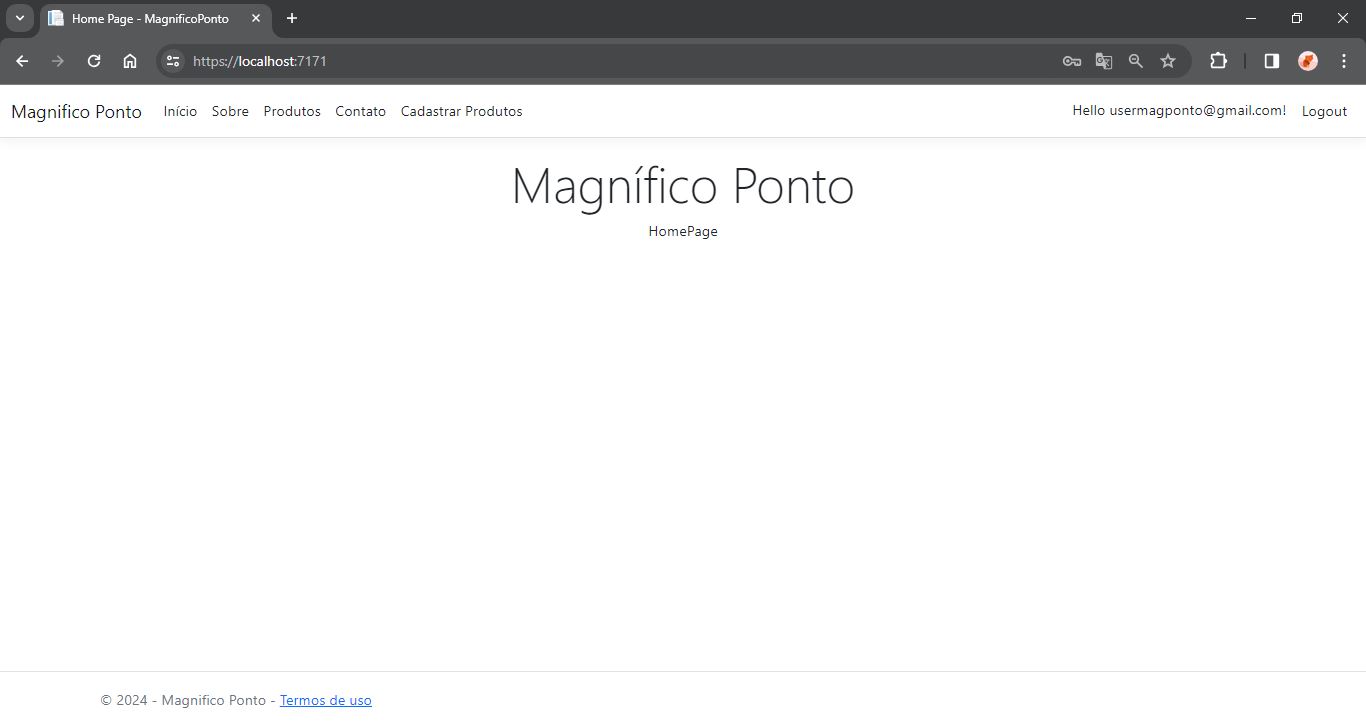 Home Page - MagnificoPonto
https://localhost:7171
Magnifico Ponto Início Sobre Produtos Contato Cadastrar Produtos Hello usermagponto@gmail.com! Logout
Magnífico Ponto
HomePage
© 2024 - Magnifico Ponto - Termos de uso